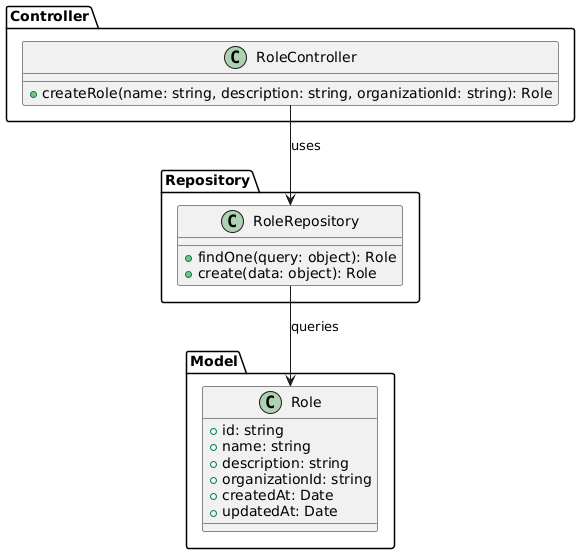 Controller
C RoleController
createRole(name: string, description: string, organizationId: string): Role
uses
Repository
C RoleRepository
findOne(query: object): Role
create(data: object): Role
queries
Model
C Role
id: string
name: string
description: string
organizationId: string
createdAt: Date
updatedAt: Date